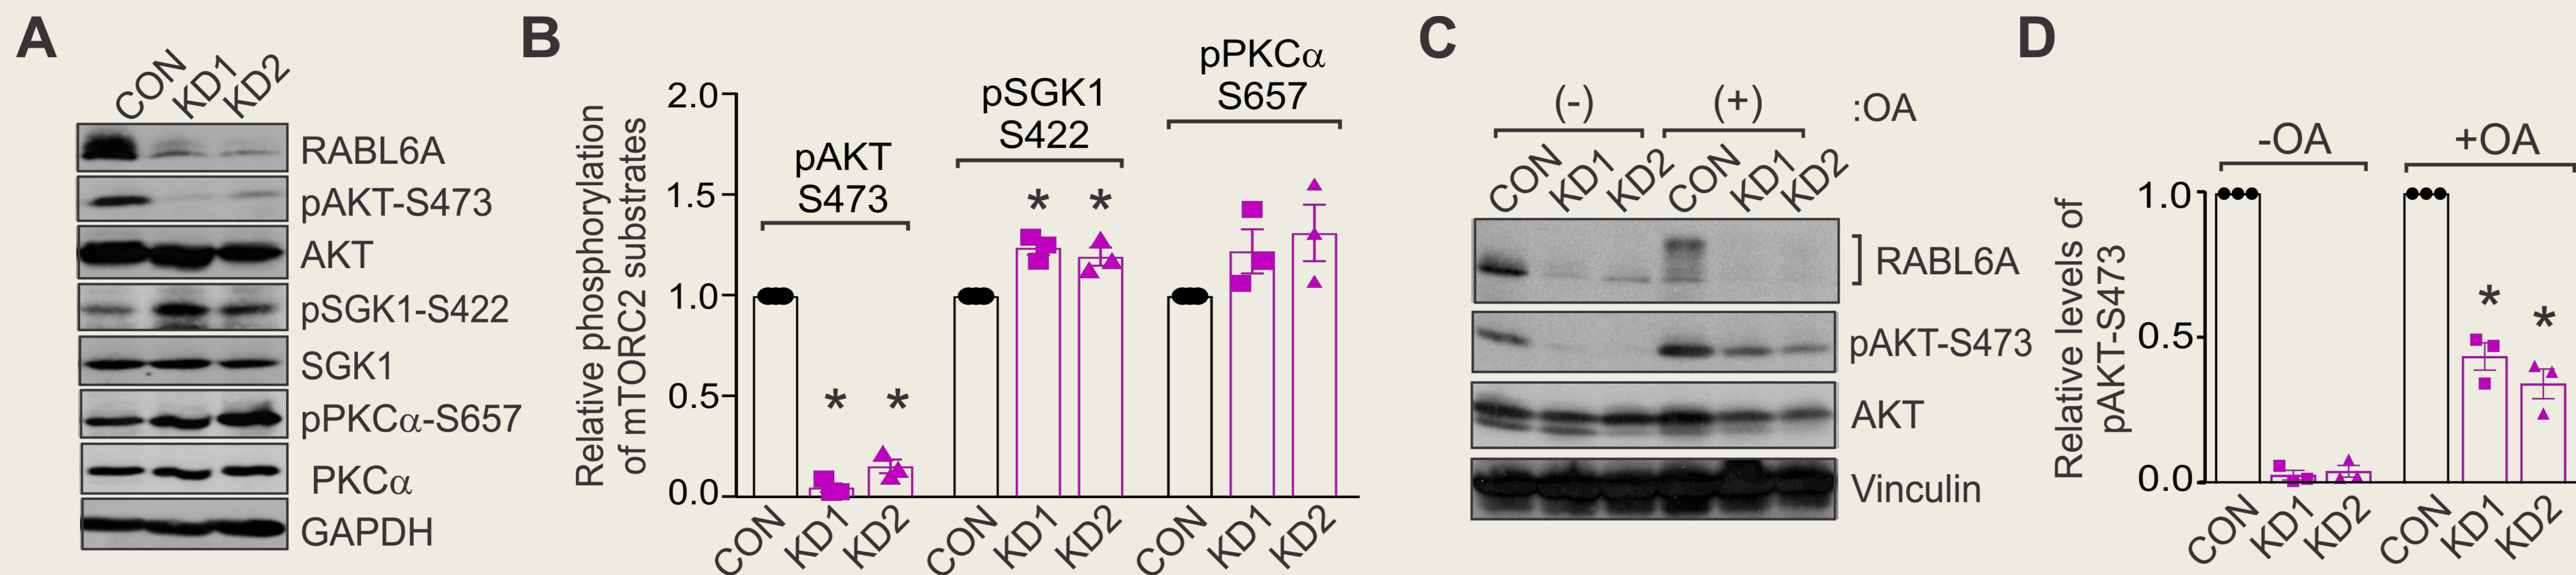 A
CON
KD1
KD2
RABL6A
pAKT-S473
AKT
pSGK1-S422
SGK1
pPKCα-S657
PKCα
GAPDH
B
Relative phosphorylation
of mTORC2 substrates
2.0
1.5
1.0
0.5
0.0
pAKT
S473
pSGK1
S422
pPKCα
S657
* *
* *
CON KD1 KD2 CON KD1 KD2 CON KD1 KD2
C
(-) (+) :OA
CON KD1 KD2 CON KD1 KD2
RABL6A
pAKT-S473
AKT
Vinculin
D
Relative levels of
pAKT-S473
1.0
0.5
0.0
-OA +OA
* *
CON KD1 KD2 CON KD1 KD2